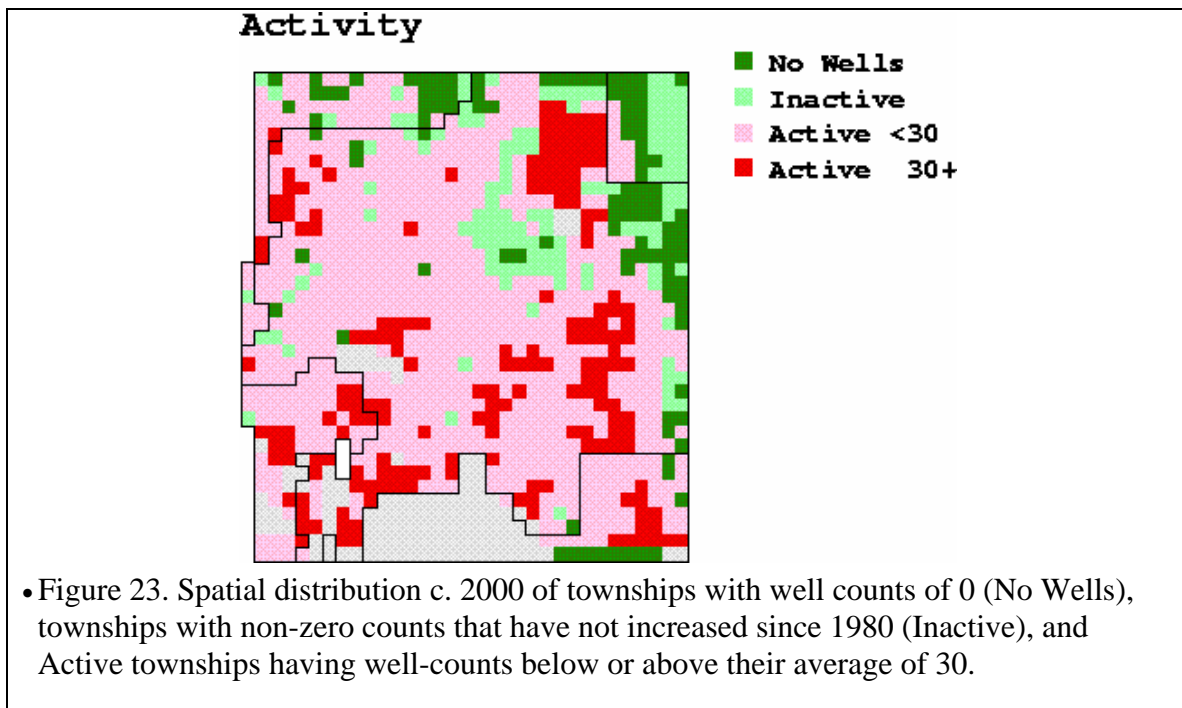 Activity
No Wells
Inactive
Active <30
Active 30+
• Figure 23. Spatial distribution c. 2000 of townships with well counts of 0 (No Wells),
townships with non-zero counts that have not increased since 1980 (Inactive), and
Active townships having well-counts below or above their average of 30.